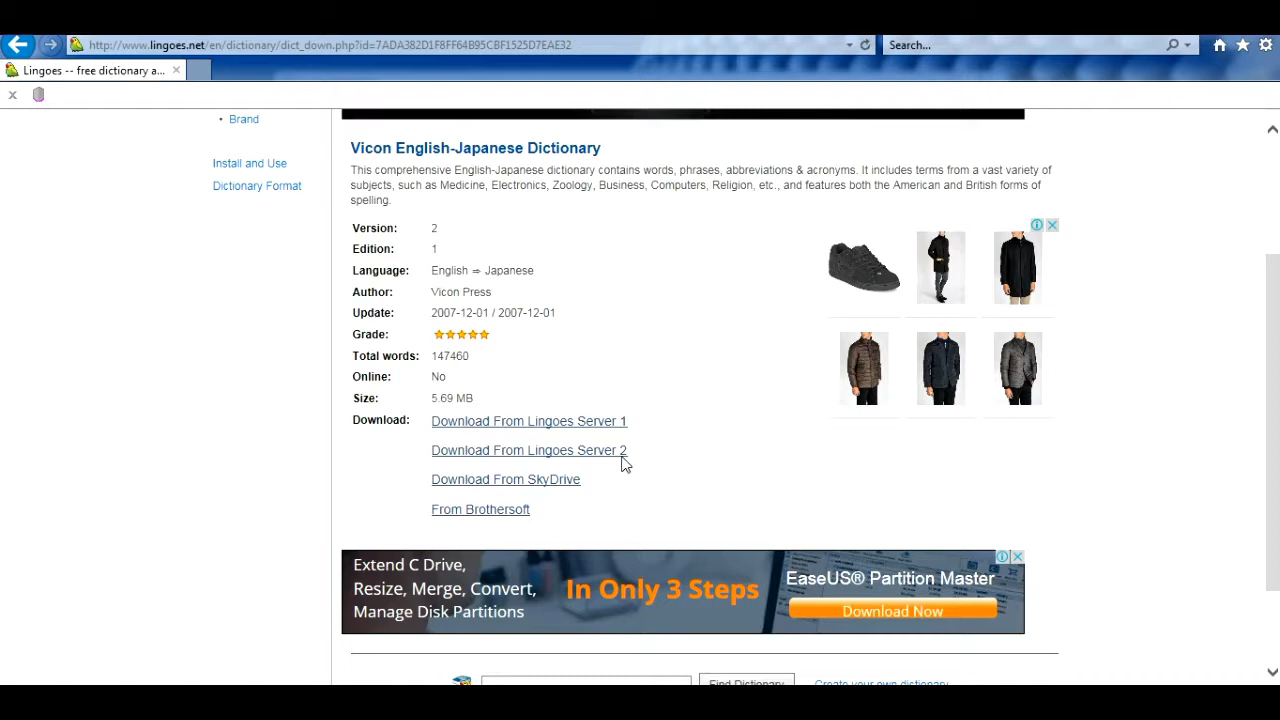 http://www.lingoes.net/en/dictionary/dict_down.php?id=7ADA382D1F8FF64B95CBF1525D7EAE32
Search...
Lingoes -- free dictionary a...
Brand
Install and Use
Dictionary Format
Vicon English-Japanese Dictionary
This comprehensive English-Japanese dictionary contains words, phrases, abbreviations & acronyms. It includes terms from a vast variety of
subjects, such as Medicine, Electronics, Zoology, Business, Computers, Religion, etc., and features both the American and British forms of
spelling.
Version: 2
Edition: 1
Language: English ⇒ Japanese
Author: Vicon Press
Update: 2007-12-01 / 2007-12-01
Grade:
Total words: 147460
Online: No
Size: 5.69 MB
Download: Download From Lingoes Server 1
Download From Lingoes Server 2
Download From SkyDrive
From Brothersoft
Extend C Drive,
Resize, Merge, Convert,
Manage Disk Partitions
In Only 3 Steps
EaseUS® Partition Master
Download Now
Find Dictionary
Create your own dictionary